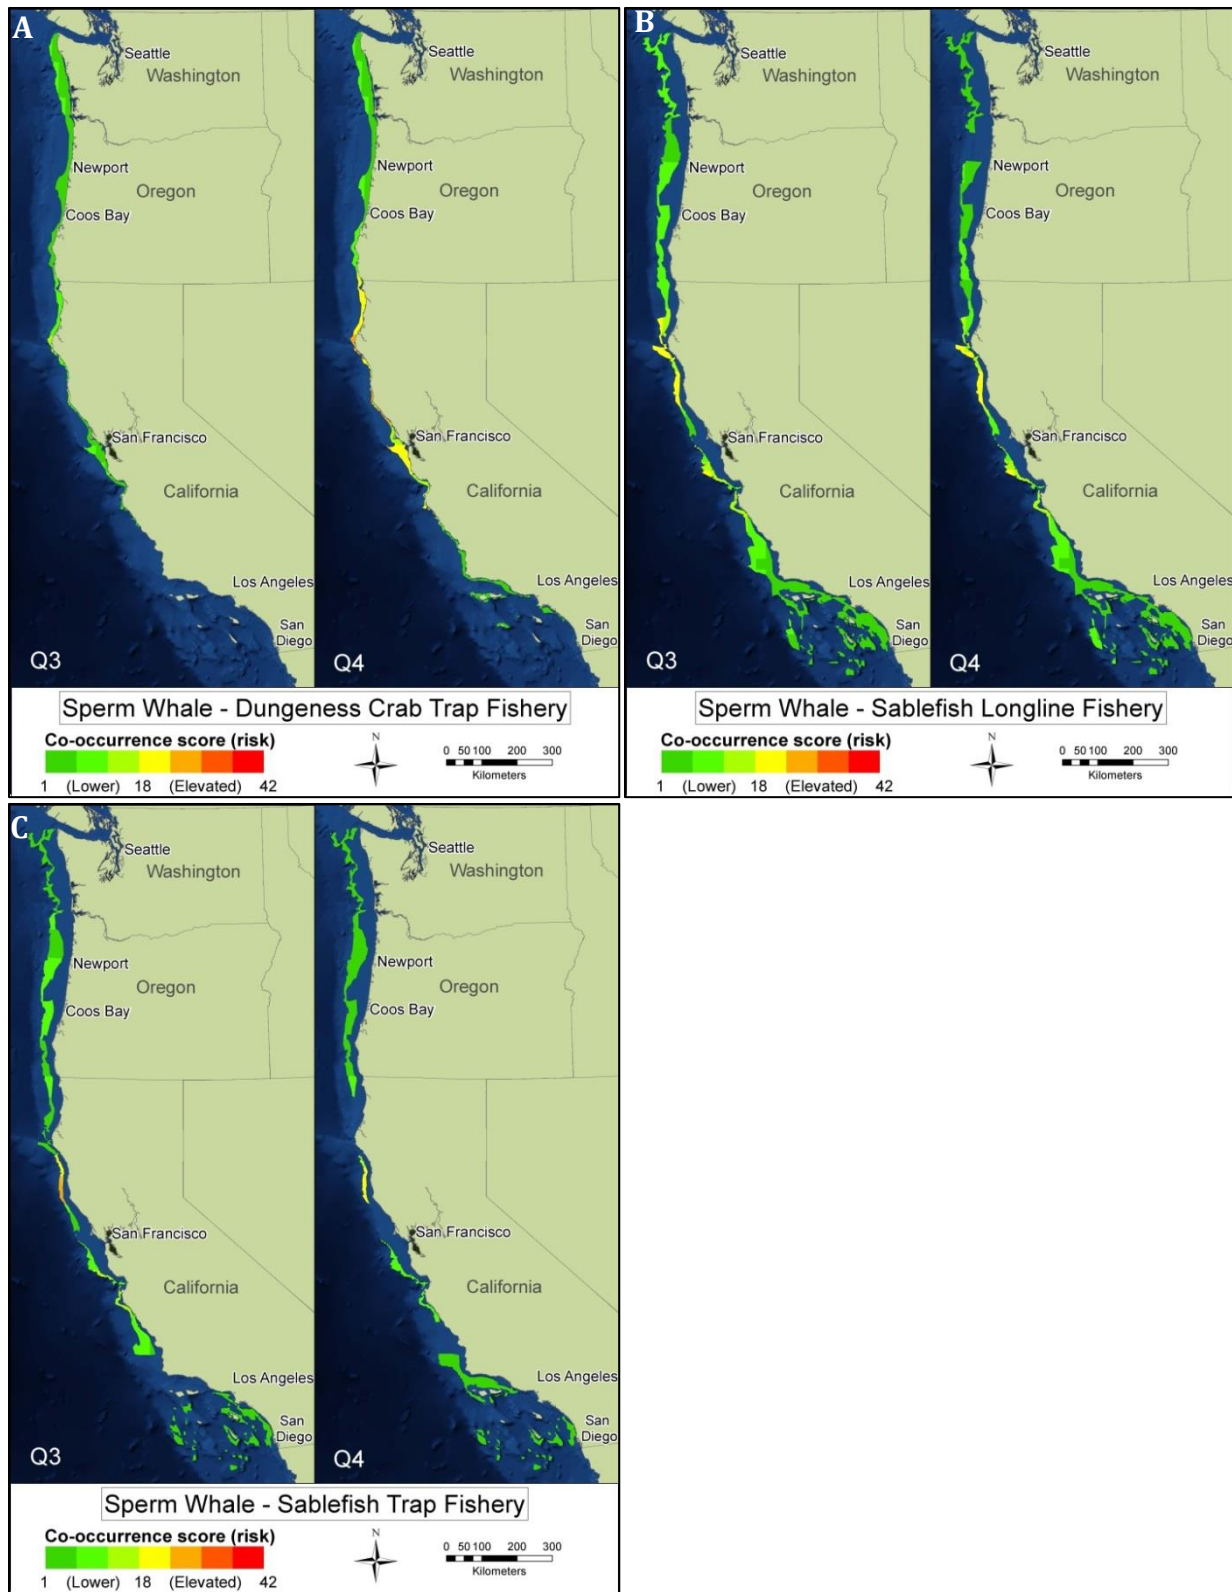 A
Seattle
Washington
Newport
Oregon
Coos Bay
San Francisco
California
Los Angeles
San
Diego
Q3
Seattle
Washington
Newport
Oregon
Coos Bay
San Francisco
California
Los Angeles
San
Diego
Q4
Sperm Whale - Dungeness Crab Trap Fishery
Co-occurrence score (risk)
1 (Lower) 18 (Elevated) 42
N
0 50 100 200 300
Kilometers
B
Seattle
Washington
Newport
Oregon
Coos Bay
San Francisco
California
Los Angeles
San
Diego
Q3
Seattle
Washington
Newport
Oregon
Coos Bay
San Francisco
California
Los Angeles
San
Diego
Q4
Sperm Whale - Sablefish Longline Fishery
Co-occurrence score (risk)
1 (Lower) 18 (Elevated) 42
N
0 50 100 200 300
Kilometers
C
Seattle
Washington
Newport
Oregon
Coos Bay
San Francisco
California
Los Angeles
San
Diego
Q3
Seattle
Washington
Newport
Oregon
Coos Bay
San Francisco
California
Los Angeles
San
Diego
Q4
Sperm Whale - Sablefish Trap Fishery
Co-occurrence score (risk)
1 (Lower) 18 (Elevated) 42
N
0 50 100 200 300
Kilometers